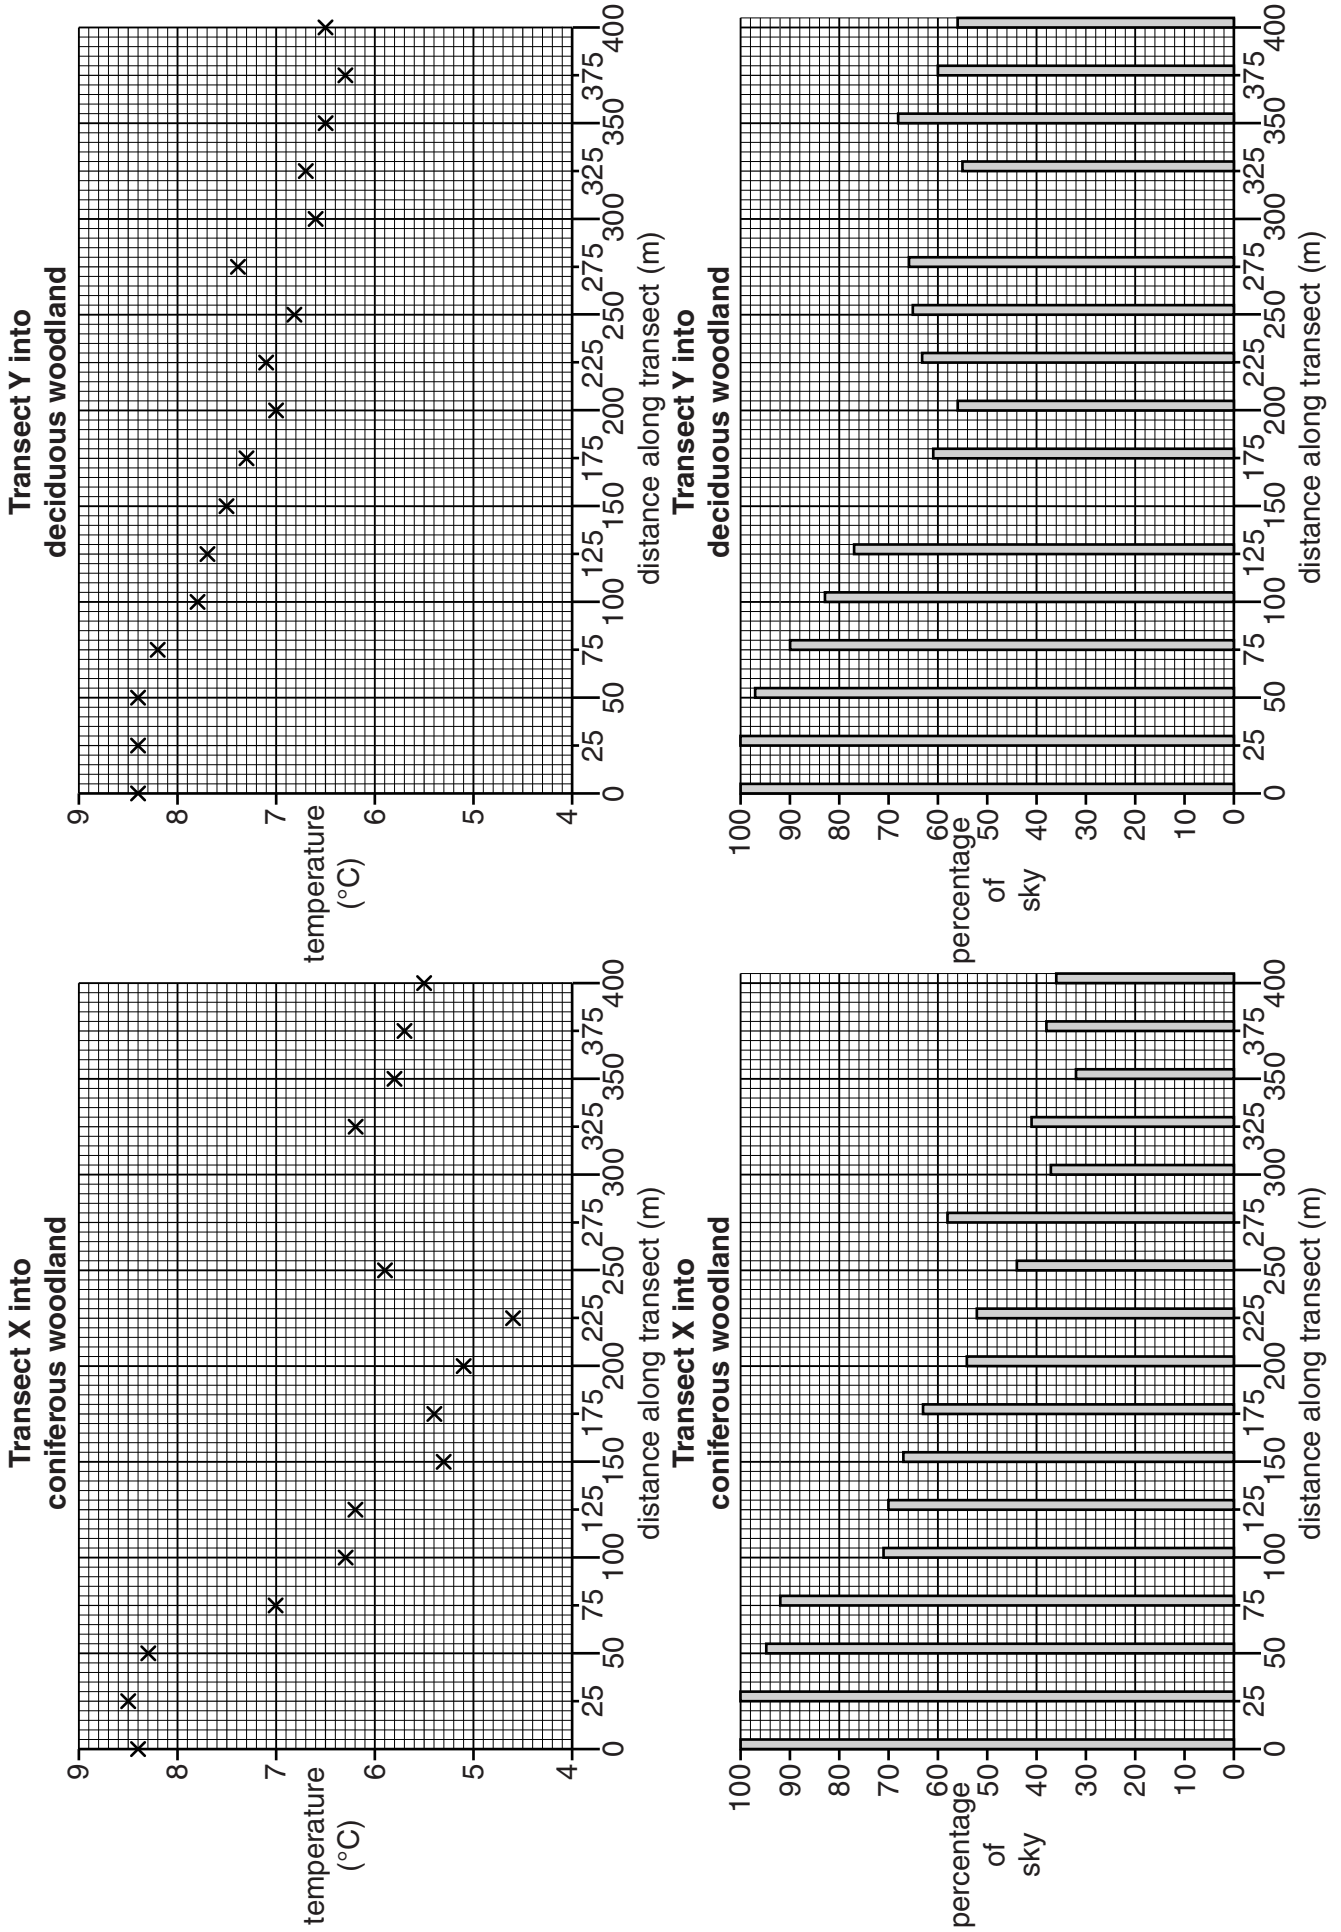 Transect X into
coniferous woodland
9
8
7
6
5
4
temperature
(°C)
0 25 50 75 100 125 150 175 200 225 250 275 300 325 350 375 400
distance along transect (m)
Transect Y into
deciduous woodland
9
8
7
6
5
4
temperature
(°C)
0 25 50 75 100 125 150 175 200 225 250 275 300 325 350 375 400
distance along transect (m)
Transect X into
coniferous woodland
100
90
80
70
60
50
40
30
20
10
0
percentage
of
sky
0 25 50 75 100 125 150 175 200 225 250 275 300 325 350 375 400
distance along transect (m)
Transect Y into
deciduous woodland
100
90
80
70
60
50
40
30
20
10
0
percentage
of
sky
0 25 50 75 100 125 150 175 200 225 250 275 300 325 350 375 400
distance along transect (m)